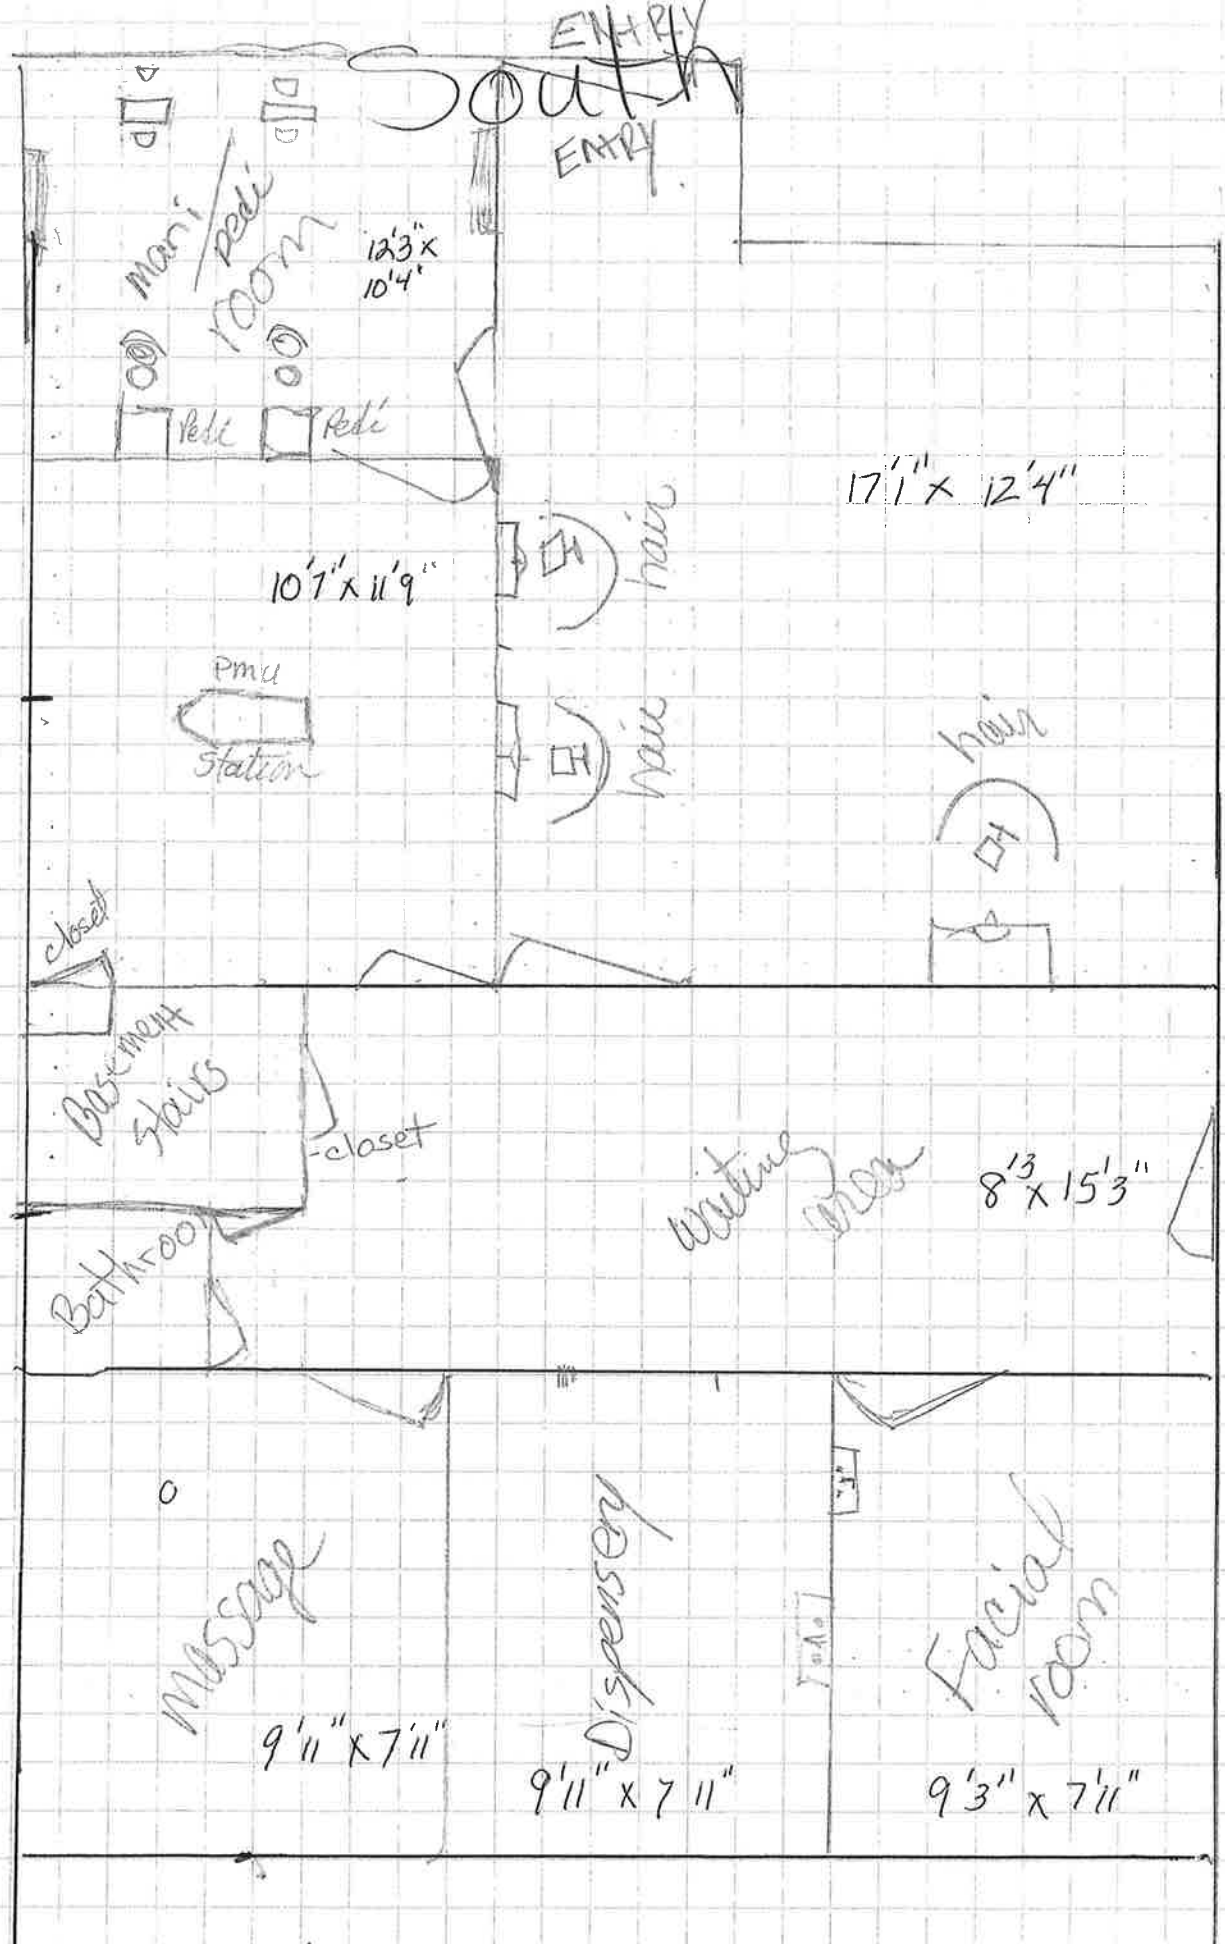 ENTRY
South
ENTRY
mani/
pedi
room
12'3" x
10'4"
Pedi
Pedi
17'1" x 12'4"
hair
10'7" x 11'9"
pmu
station
hair
hair
closet
Basement
stairs
closet
waiting
area
8'3 x 15'3"
Bathroom
massage
9'11" x 7'11"
Dispensery
9'11" x 7 11"
Facial
room
9'3" x 7'11"